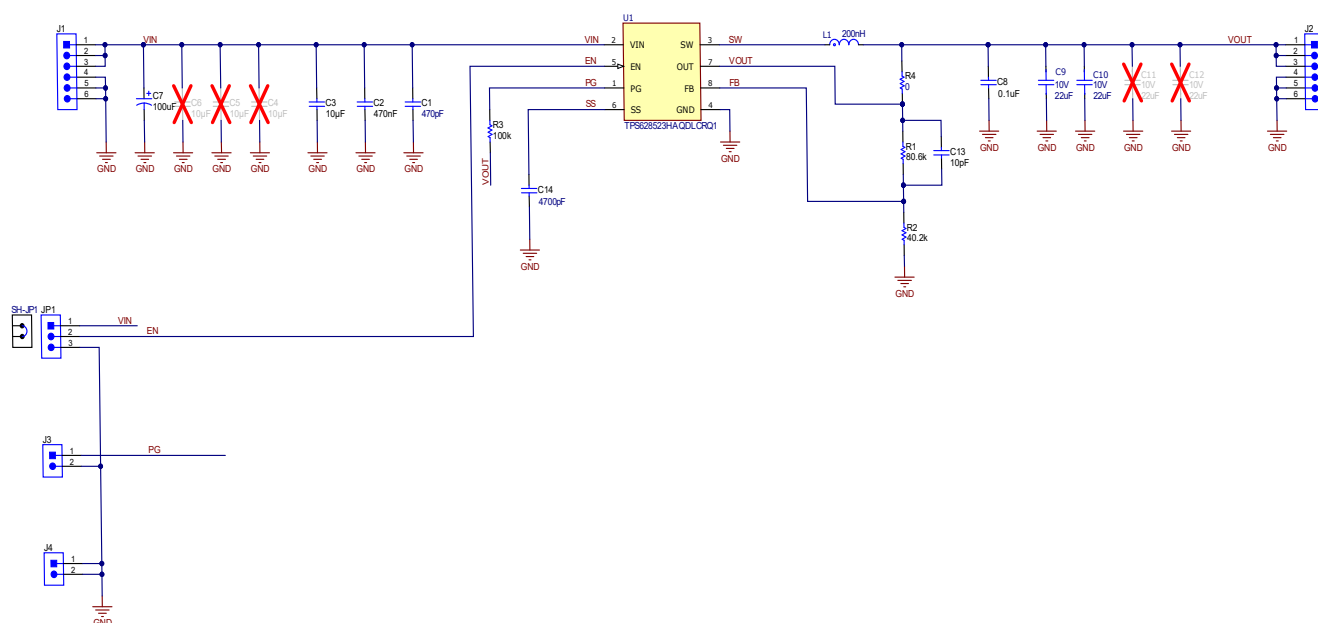 U1
J1
1
2
3
4
5
6
VIN
C7
100uF
C6
10µF
C5
10µF
C4
10µF
C3
10µF
C2
470nF
C1
470pF
GND
GND
GND
GND
GND
GND
GND
GND
VIN
EN
PG
SS
2
5
1
6
VIN
EN
PG
SS
SW
OUT
FB
GND
3
7
8
4
SW
VOUT
FB
TPS628523HAQDLCRQ1
GND
R3
100k
VOUT
C14
4700pF
GND
L1
200nH
R4
0
R1
80.6k
C13
10pF
R2
40.2k
GND
C8
0.1uF
C9
10V
22uF
C10
10V
22uF
C11
10V
22uF
C12
10V
22uF
GND
GND
GND
GND
GND
VOUT
J2
1
2
3
4
5
6
GND
SH-JP1
JP1
1
2
3
VIN
EN
J3
1
2
PG
J4
1
2
GND